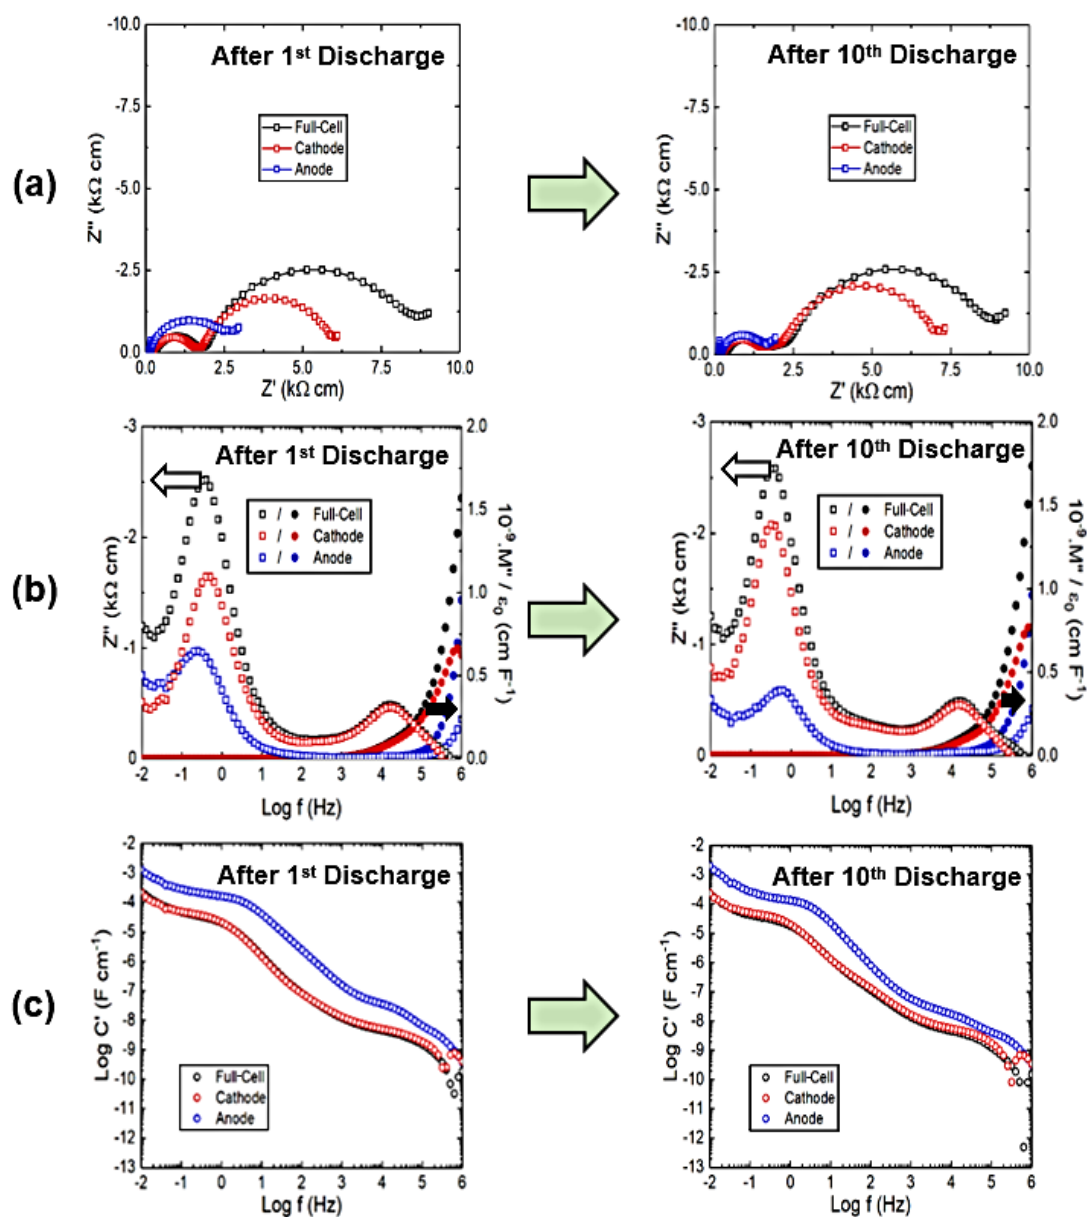 (a)
After 1st Discharge
-10.0
-7.5
-5.0
-2.5
0.0
Z'' (kΩ cm)
Full-Cell
Cathode
Anode
0.0 2.5 5.0 7.5 10.0
Z' (kΩ cm)
After 10th Discharge
-10.0
-7.5
-5.0
-2.5
0.0
Z'' (kΩ cm)
Full-Cell
Cathode
Anode
0.0 2.5 5.0 7.5 10.0
Z' (kΩ cm)
(b)
After 1st Discharge
-3
-2
-1
0
Z'' (kΩ cm)
/ Full-Cell
/ Cathode
/ Anode
2.0
1.5
1.0
0.5
0.0
10⁻⁹.M'' / ε₀ (cm F⁻¹)
-2 -1 0 1 2 3 4 5 6
Log f (Hz)
After 10th Discharge
-3
-2
-1
0
Z'' (kΩ cm)
/ Full-Cell
/ Cathode
/ Anode
2.0
1.5
1.0
0.5
0.0
10⁻⁹.M'' / ε₀ (cm F⁻¹)
-2 -1 0 1 2 3 4 5 6
Log f (Hz)
(c)
After 1st Discharge
-2
-3
-4
-5
-6
-7
-8
-9
-10
-11
-12
-13
Log C' (F cm⁻¹)
Full-Cell
Cathode
Anode
-2 -1 0 1 2 3 4 5 6
Log f (Hz)
After 10th Discharge
-2
-3
-4
-5
-6
-7
-8
-9
-10
-11
-12
-13
Log C' (F cm⁻¹)
Full-Cell
Cathode
Anode
-2 -1 0 1 2 3 4 5 6
Log f (Hz)